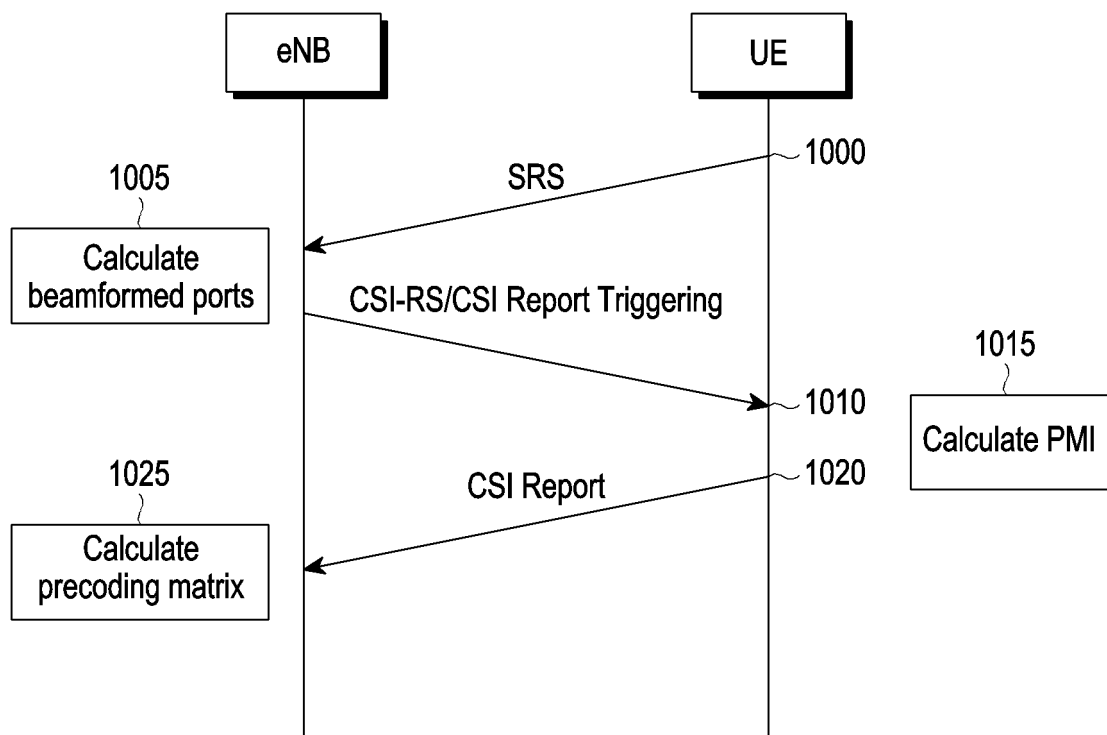 eNB
UE
1000
SRS
1005
Calculate
beamformed ports
CSI-RS/CSI Report Triggering
1010
1015
Calculate PMI
1020
CSI Report
1025
Calculate
precoding matrix